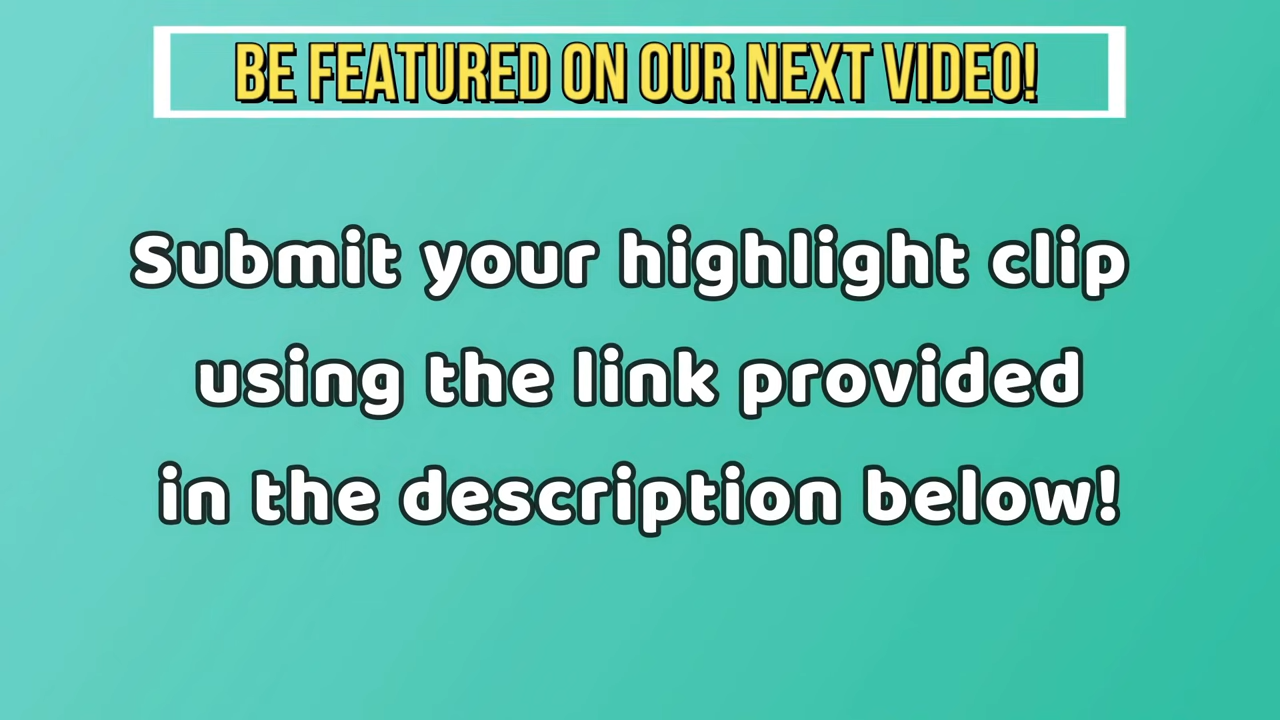 BE FEATURED ON OUR NEXT VIDEO!
Submit your highlight clip
using the link provided
in the description below!